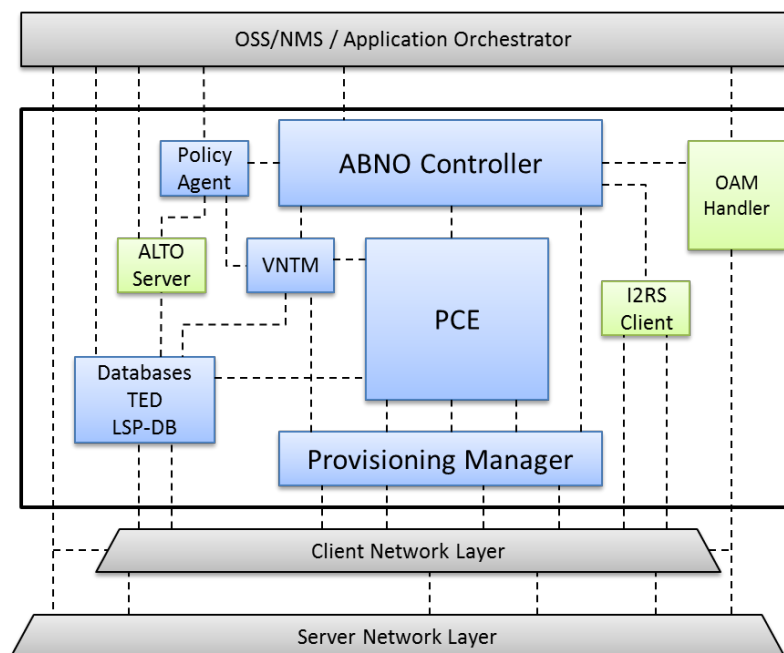 OSS/NMS / Application Orchestrator
Policy
Agent
ABNO Controller
OAM
Handler
ALTO
Server
VNTM
PCE
I2RS
Client
Databases
TED
LSP-DB
Provisioning Manager
Client Network Layer
Server Network Layer